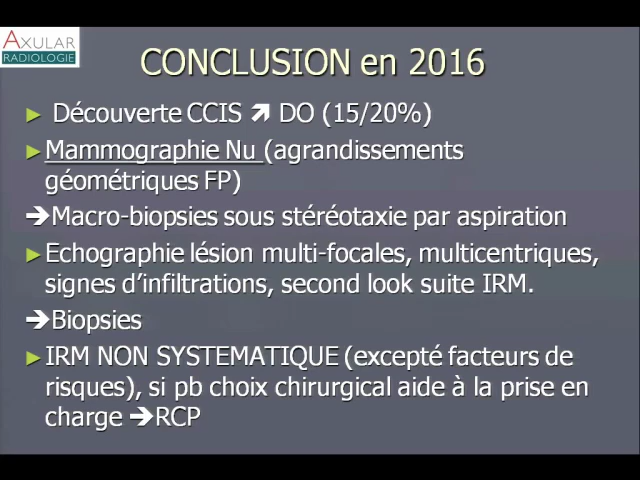 AXULAR
RADIOLOGIE
CONCLUSION en 2016
► Découverte CCIS ↗ DO (15/20%)
►Mammographie Nu (agrandissements
géométriques FP)
➔Macro-biopsies sous stéréotaxie par aspiration
►Echographie lésion multi-focales, multicentriques,
signes d’infiltrations, second look suite IRM.
➔Biopsies
►IRM NON SYSTEMATIQUE (excepté facteurs de
risques), si pb choix chirurgical aide à la prise en
charge ➔RCP